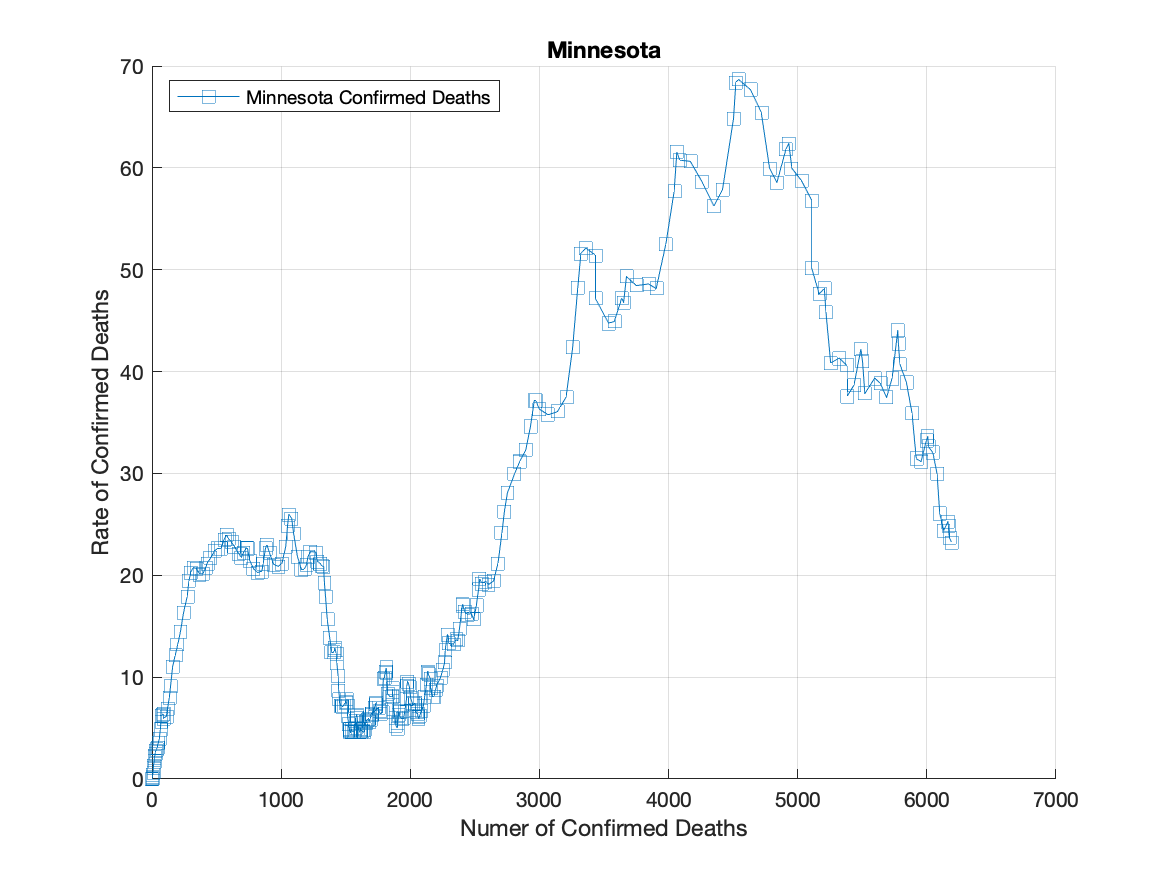 Minnesota
Minnesota Confirmed Deaths
70
60
50
40
30
20
10
0
Rate of Confirmed Deaths
0 1000 2000 3000 4000 5000 6000 7000
Numer of Confirmed Deaths